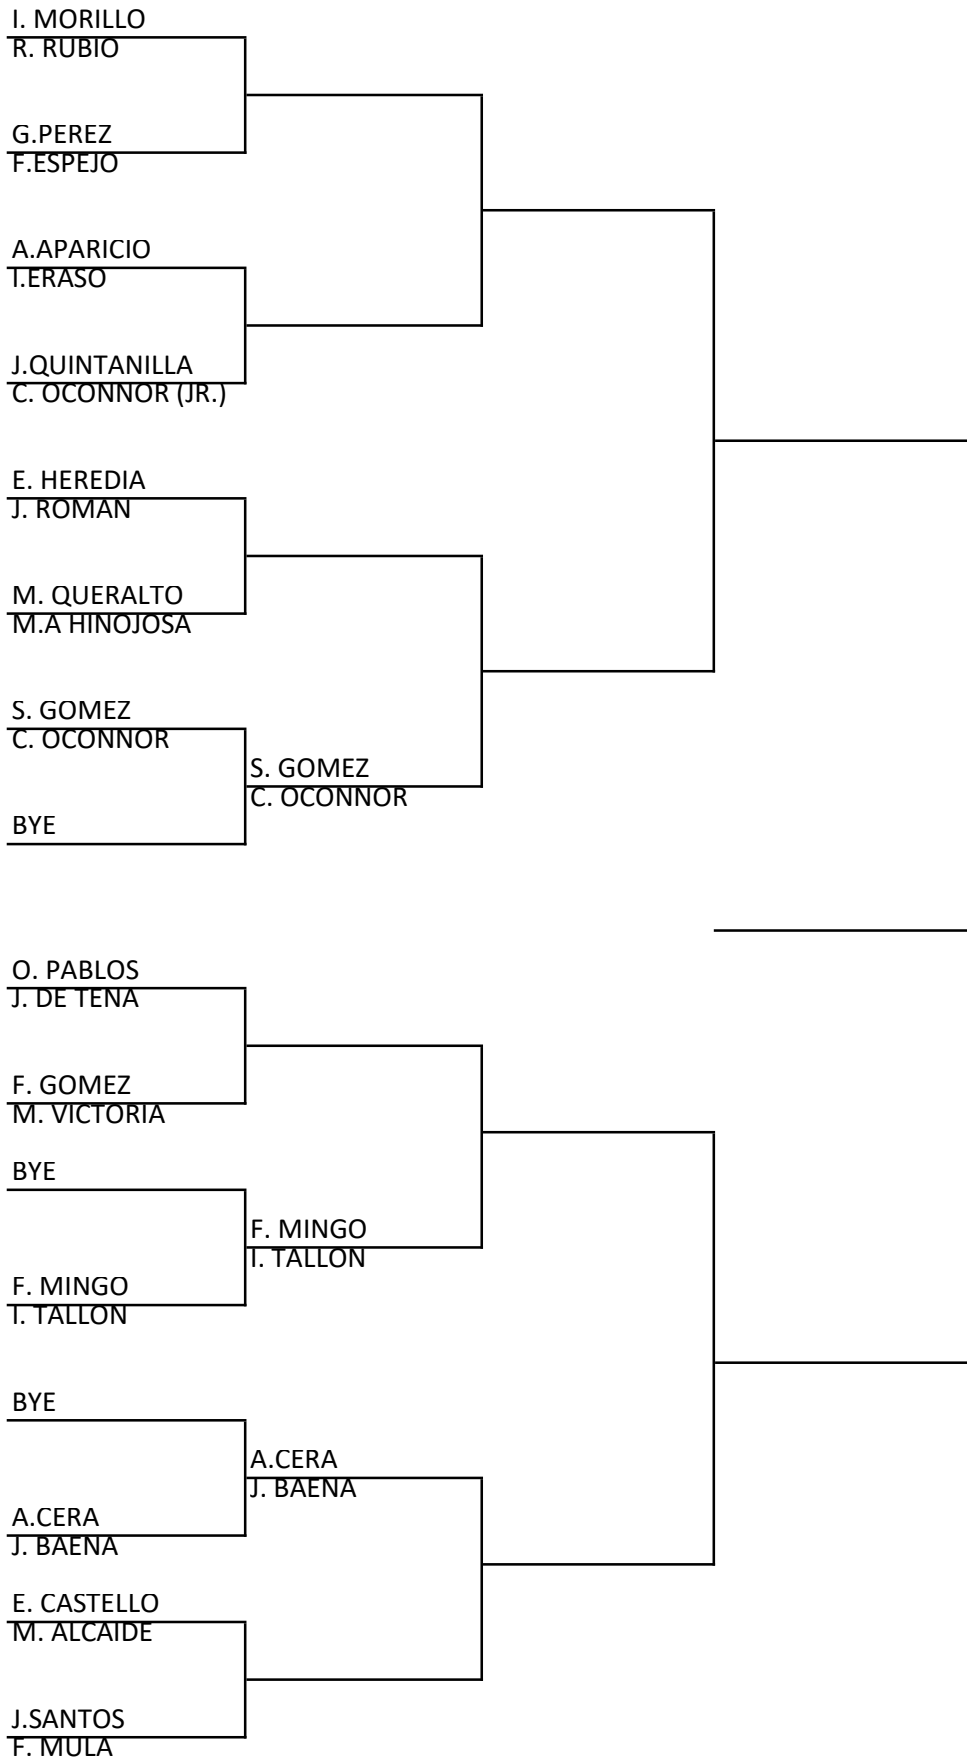 I. MORILLO
R. RUBIO
G.PEREZ
F.ESPEJO
A.APARICIO
I.ERASO
J.QUINTANILLA
C. OCONNOR (JR.)
E. HEREDIA
J. ROMAN
M. QUERALTO
M.A HINOJOSA
S. GOMEZ
C. OCONNOR
S. GOMEZ
C. OCONNOR
BYE
O. PABLOS
J. DE TENA
F. GOMEZ
M. VICTORIA
BYE
F. MINGO
I. TALLON
F. MINGO
I. TALLON
BYE
A.CERA
J. BAENA
A.CERA
J. BAENA
E. CASTELLO
M. ALCAIDE
J.SANTOS
F. MULA